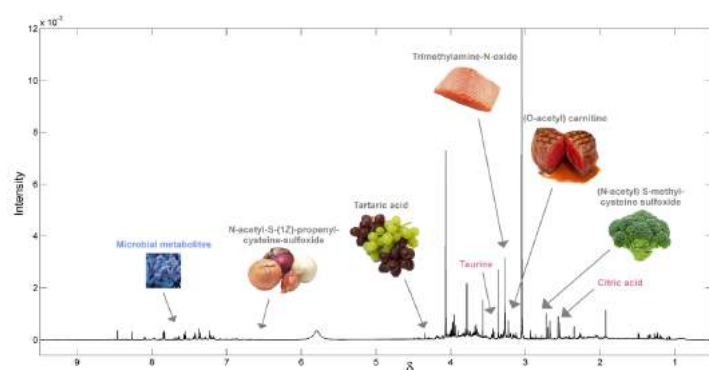 12
×10⁻³
Trimethylamine-N-oxide
10
(O-acetyl) carnitine
8
(N-acetyl) S-methyl-
cysteine sulfoxide
Intensity
6
N-acetyl-S-(1Z)-propenyl-
cysteine-sulfoxide
Tartaric acid
4
Microbial metabolites
Taurine
Citric acid
2
0
9 8 7 6 5 4 3 2 1
δ